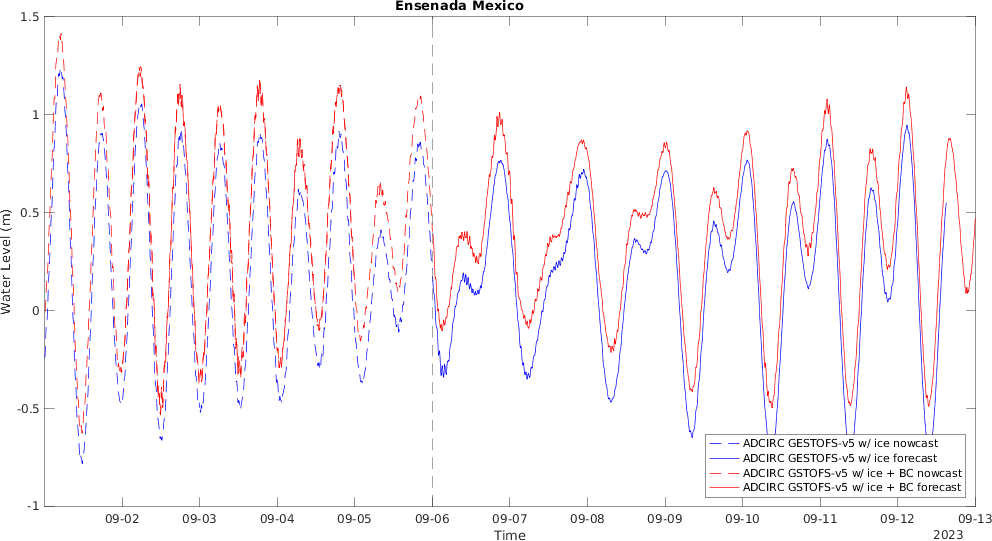 Ensenada Mexico
1.5
1
0.5
0
-0.5
-1
Water Level (m)
09-02
09-03
09-04
09-05
09-06
09-07
09-08
09-09
09-10
09-11
09-12
09-13
Time
2023
ADCIRC GESTOFS-v5 w/ ice nowcast
ADCIRC GESTOFS-v5 w/ ice forecast
ADCIRC GSTOFS-v5 w/ ice + BC nowcast
ADCIRC GSTOFS-v5 w/ ice + BC forecast